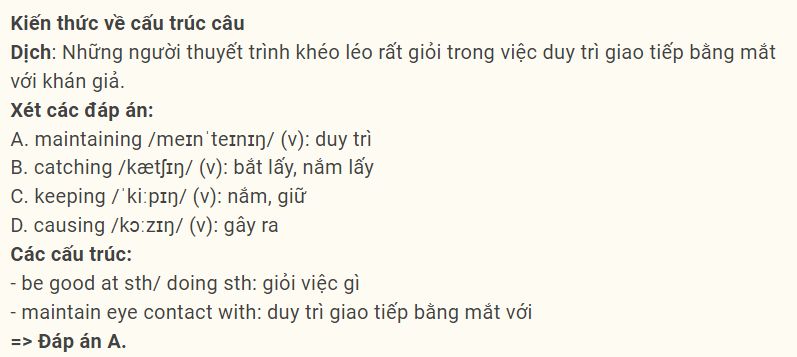 Kiến thức về cấu trúc câu
Dịch: Những người thuyết trình khéo léo rất giỏi trong việc duy trì giao tiếp bằng mắt
với khán giả.
Xét các đáp án:
A. maintaining /meɪnˈteɪnɪŋ/ (v): duy trì
B. catching /kætʃɪŋ/ (v): bắt lấy, nắm lấy
C. keeping /ˈkiːpɪŋ/ (v): nắm, giữ
D. causing /kɔːzɪŋ/ (v): gây ra
Các cấu trúc:
- be good at sth/ doing sth: giỏi việc gì
- maintain eye contact with: duy trì giao tiếp bằng mắt với
=> Đáp án A.